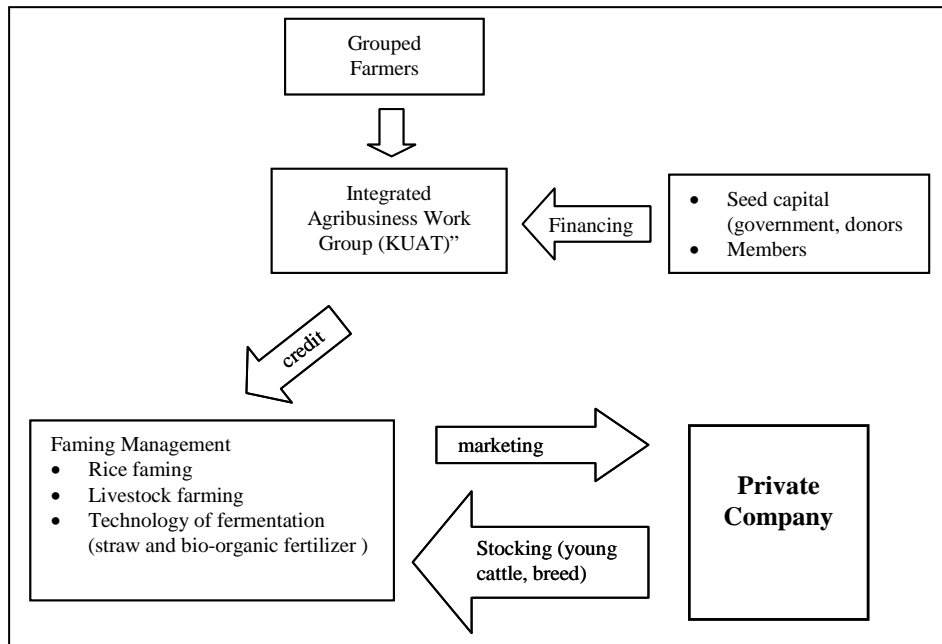 Grouped
Farmers
Integrated
Agribusiness Work
Group (KUAT)”
Financing
• Seed capital
(government, donors
• Members
credit
Faming Management
• Rice faming
• Livestock farming
• Technology of fermentation
(straw and bio-organic fertilizer )
marketing
Stocking (young
cattle, breed)
Private
Company